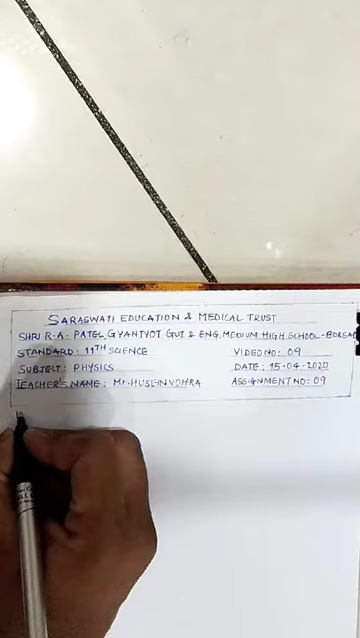 SARASWATI EDUCATION & MEDICAL TRUST
SHRI R.A. PATEL, GYANJYOT GUJ & ENG. MEDIUM HIGH SCHOOL - BORSAD
STANDARD : 11TH SCIENCE VIDEO NO : 09
SUBJECT : PHYSICS DATE : 15-04-2020
TEACHER'S NAME : Mr. HUSEIN VOHRA ASSIGNMENT NO : 09